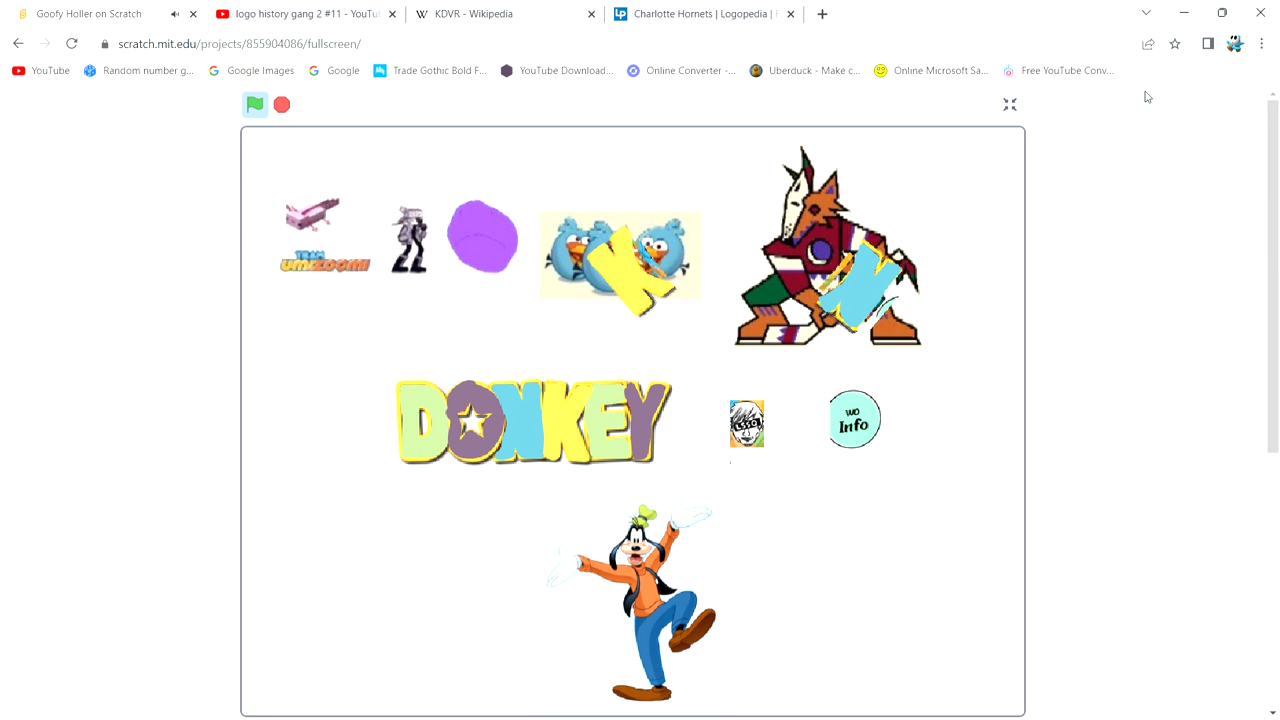 Goofy Holler on Scratch
logo history gang 2 #11 - YouTu
KDVR - Wikipedia
Charlotte Hornets | Logopedia | F
scratch.mit.edu/projects/855904086/fullscreen/
YouTube
Random number g...
Google Images
Google
Trade Gothic Bold F...
YouTube Download...
Online Converter -...
Uberduck - Make c...
Online Microsoft Sa...
Free YouTube Conv...
TEAM
UMIZOOMI
K
N
DONKEY
WO
Info